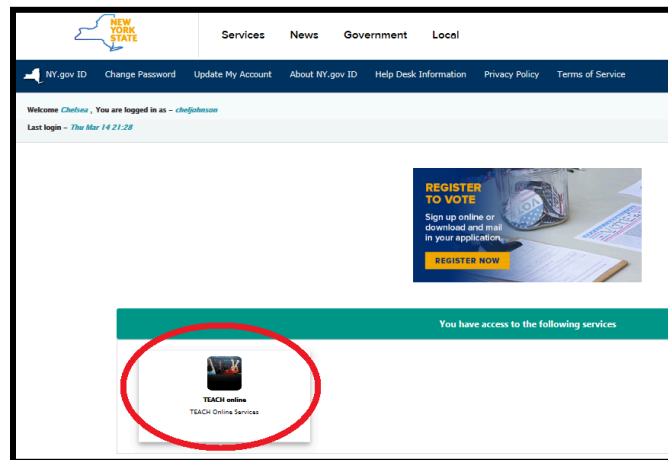 NEW
YORK
STATE
Services News Government Local
NY.gov ID Change Password Update My Account About NY.gov ID Help Desk Information Privacy Policy Terms of Service
Welcome Chelsea , You are logged in as – cheljohnson
Last login – Thu Mar 14 21:28
REGISTER
TO VOTE
Sign up online or
download and mail
in your application.
REGISTER NOW
VOTE
You have access to the following services
TEACH online
TEACH Online Services